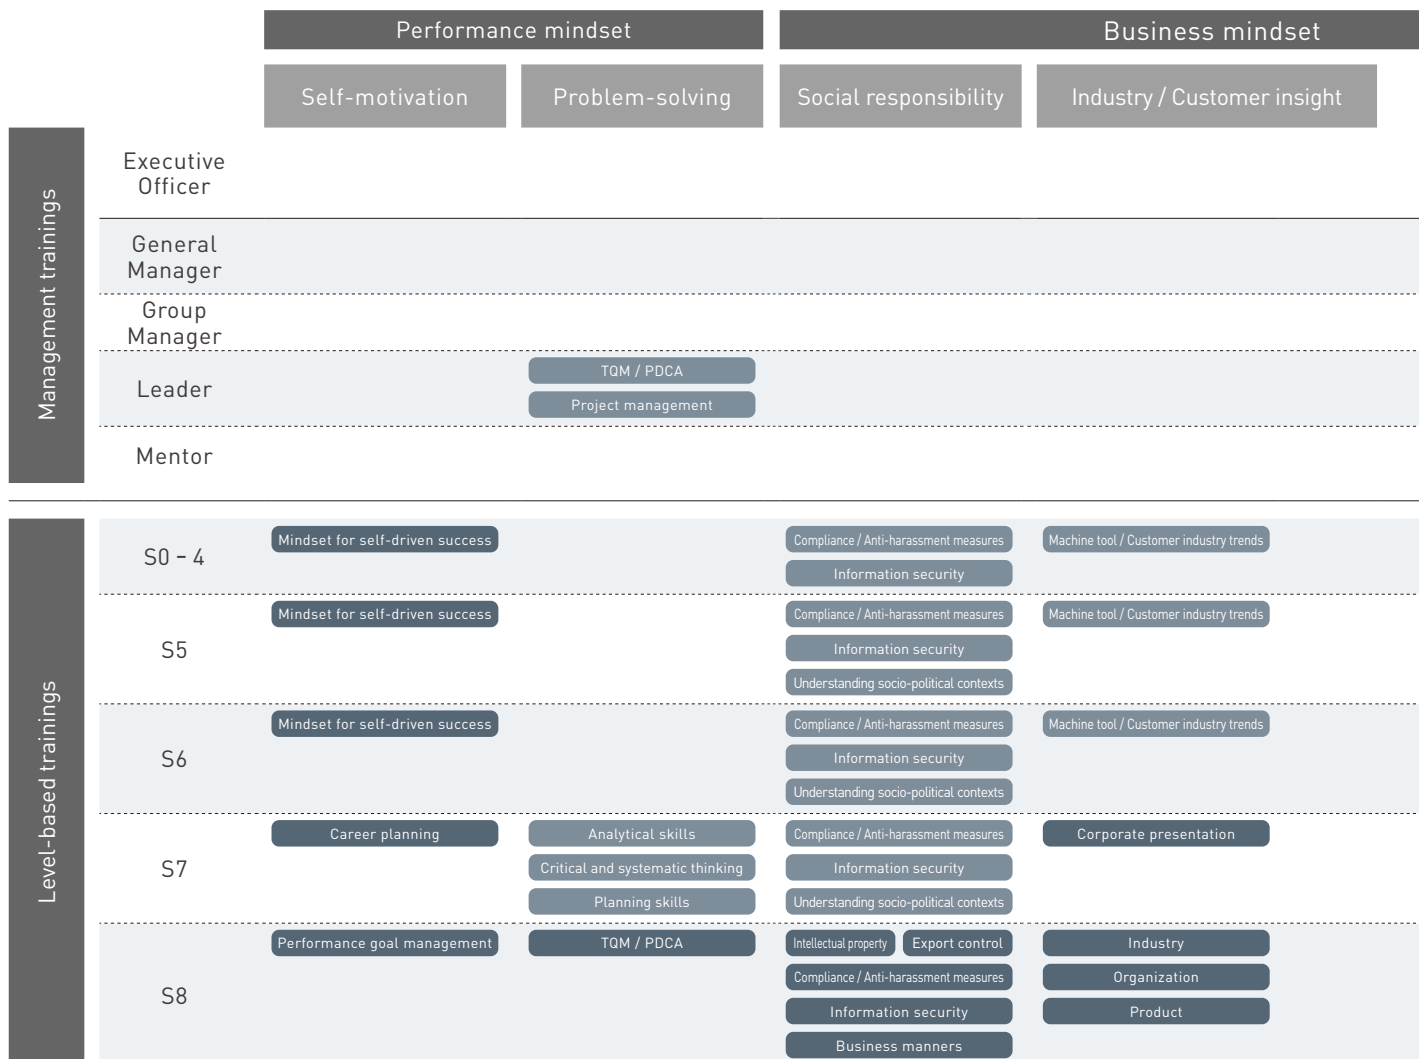 Performance mindset
Business mindset
Self-motivation
Problem-solving
Social responsibility
Industry / Customer insight
Management trainings
Executive
Officer
General
Manager
Group
Manager
Leader
TQM / PDCA
Project management
Mentor
Level-based trainings
S0 – 4
Mindset for self-driven success
Compliance / Anti-harassment measures
Information security
Machine tool / Customer industry trends
S5
Mindset for self-driven success
Compliance / Anti-harassment measures
Information security
Understanding socio-political contexts
Machine tool / Customer industry trends
S6
Mindset for self-driven success
Compliance / Anti-harassment measures
Information security
Understanding socio-political contexts
Machine tool / Customer industry trends
S7
Career planning
Analytical skills
Critical and systematic thinking
Planning skills
Compliance / Anti-harassment measures
Information security
Understanding socio-political contexts
Corporate presentation
S8
Performance goal management
TQM / PDCA
Intellectual property
Export control
Compliance / Anti-harassment measures
Information security
Business manners
Industry
Organization
Product